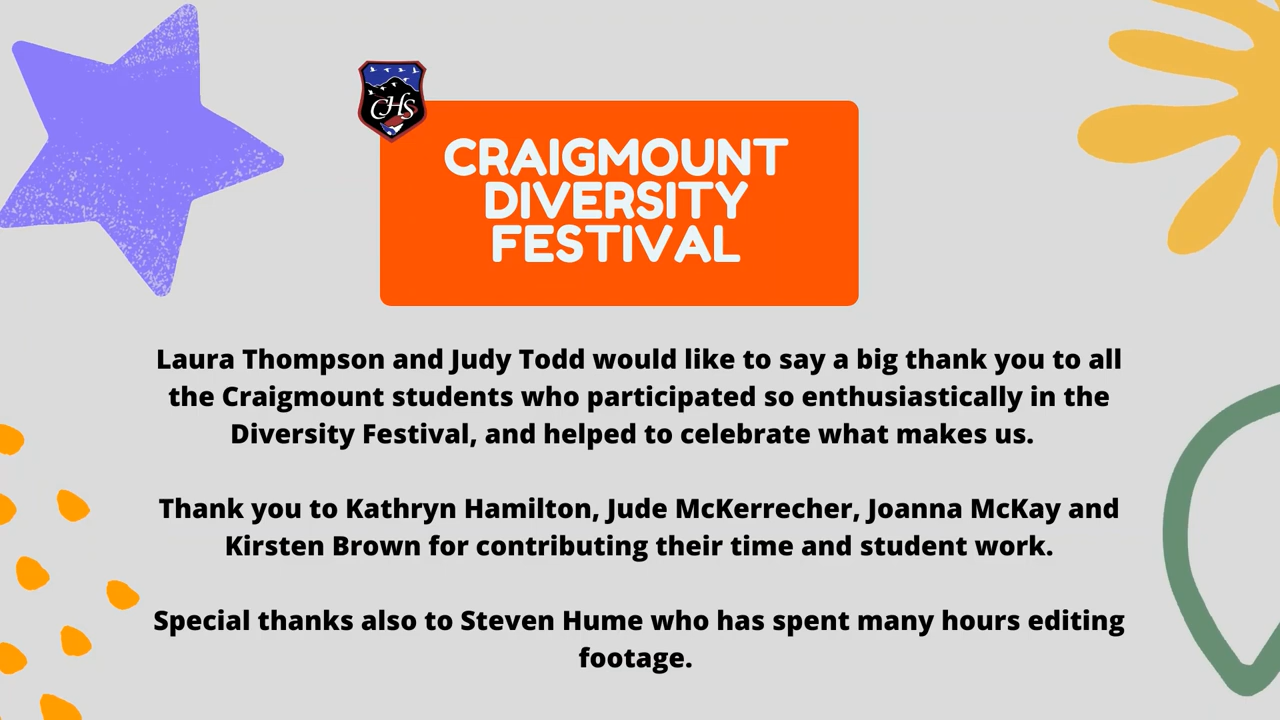 CHS
CRAIGMOUNT
DIVERSITY
FESTIVAL
Laura Thompson and Judy Todd would like to say a big thank you to all
the Craigmount students who participated so enthusiastically in the
Diversity Festival, and helped to celebrate what makes us.
Thank you to Kathryn Hamilton, Jude McKerrecher, Joanna McKay and
Kirsten Brown for contributing their time and student work.
Special thanks also to Steven Hume who has spent many hours editing
footage.